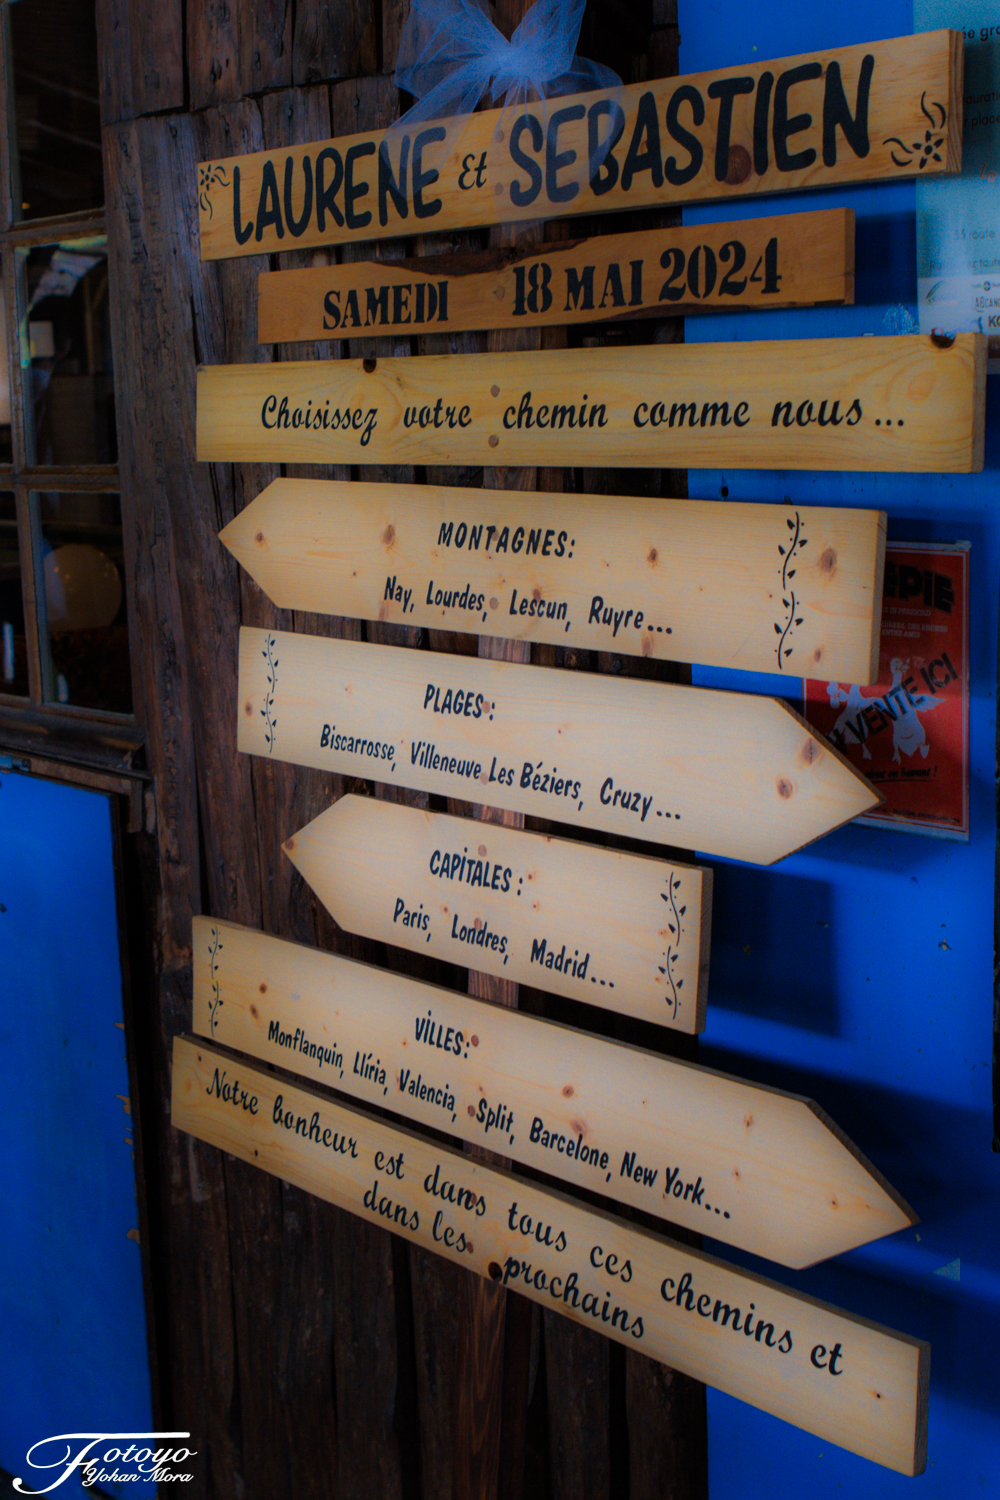 LAURENE Et SEBASTIEN
SAMEDI 18 MAI 2024
Choisissez votre chemin comme nous...
MONTAGNES:
Nay, Lourdes, Lescun, Ruyre...
PLAGES:
Biscarrosse, Villeneuve Les Béziers, Cruzy...
CAPITALES:
Paris, Londres, Madrid...
VILLES:
Monflanquin, Llíria, Valencia, Split, Barcelone, New York...
Notre bonheur est dans tous ces chemins et
dans les prochains
VENTE ICI
Fotoyo
Yohan Mora